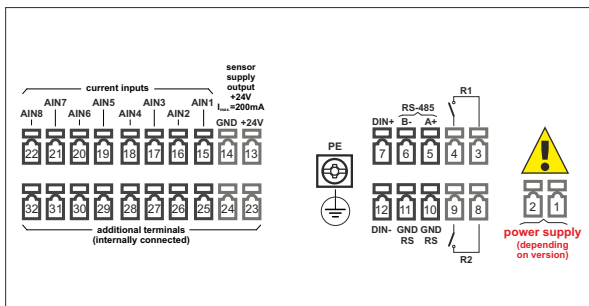 sensor
supply
output
+24V
Imax.=200mA
current inputs
AIN8 AIN7 AIN6 AIN5 AIN4 AIN3 AIN2 AIN1 GND +24V
22 21 20 19 18 17 16 15 14 13
32 31 30 29 28 27 26 25 24 23
additional terminals
(internally connected)
PE
R1
RS-485
DIN+ B- A+
7 6 5 4 3
12 11 10 9 8
DIN- GND GND
RS RS
R2
2 1
power supply
(depending
on version)